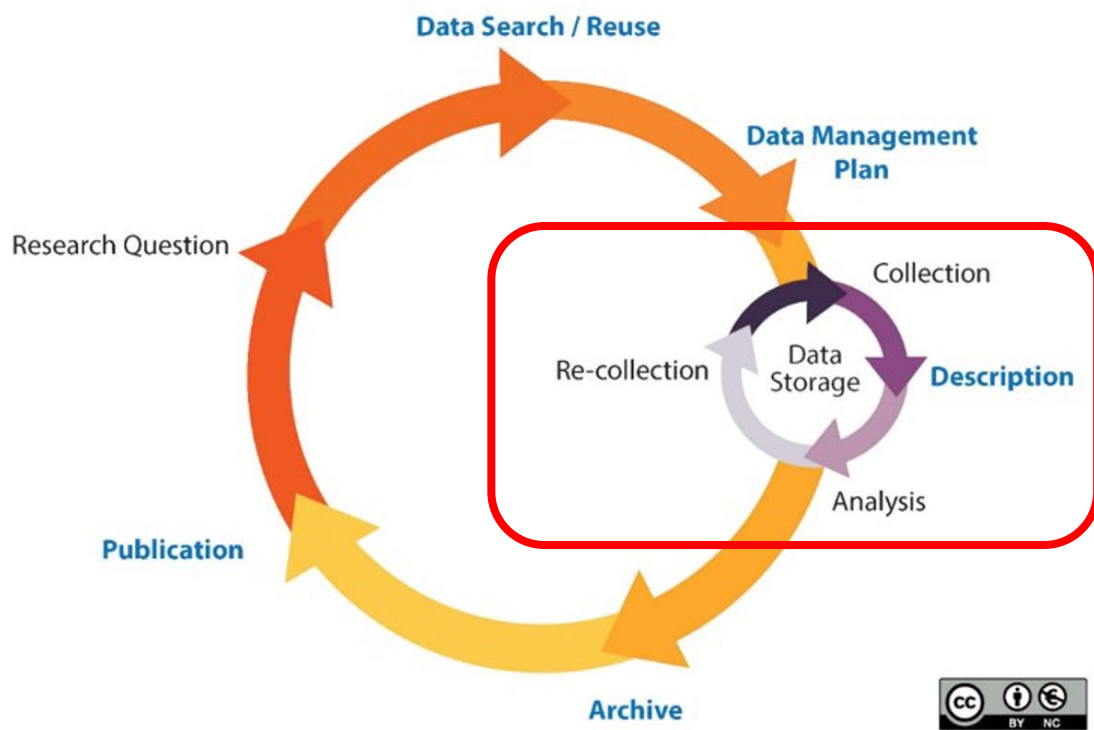 Data Search / Reuse
Data Management
Plan
Research Question
Collection
Re-collection
Data
Storage
Description
Analysis
Publication
Archive
cc
BY NC